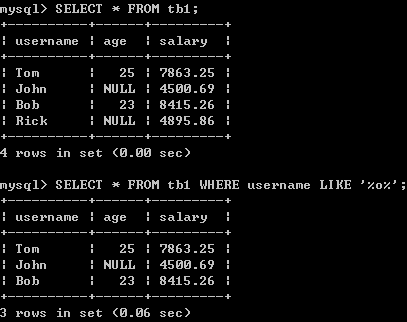 mysql> SELECT * FROM tb1;
+----------+------+---------+
| username | age  | salary  |
+----------+------+---------+
| Tom      |   25 | 7863.25 |
| John     | NULL | 4500.69 |
| Bob      |   23 | 8415.26 |
| Rick     | NULL | 4895.86 |
+----------+------+---------+
4 rows in set (0.00 sec)
mysql> SELECT * FROM tb1 WHERE username LIKE '%o%';
+----------+------+---------+
| username | age  | salary  |
+----------+------+---------+
| Tom      |   25 | 7863.25 |
| John     | NULL | 4500.69 |
| Bob      |   23 | 8415.26 |
+----------+------+---------+
3 rows in set (0.06 sec)